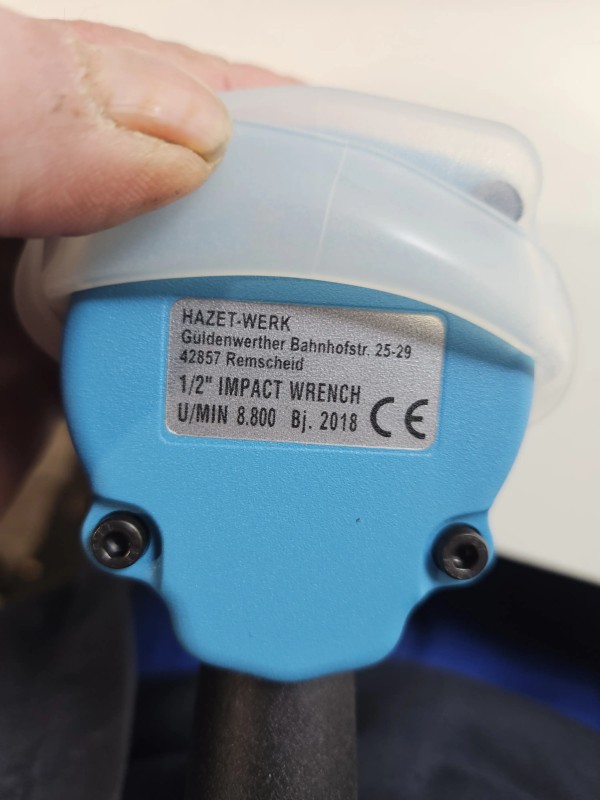 HAZET-WERK
Güldenwerther Bahnhofstr. 25-29
42857 Remscheid
1/2" IMPACT WRENCH
U/MIN 8.800 Bj. 2018 CE